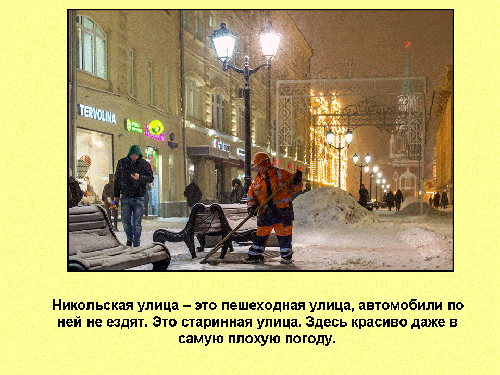 TERVOLINA
Никольская улица – это пешеходная улица, автомобили по
ней не ездят. Это старинная улица. Здесь красиво даже в
самую плохую погоду.